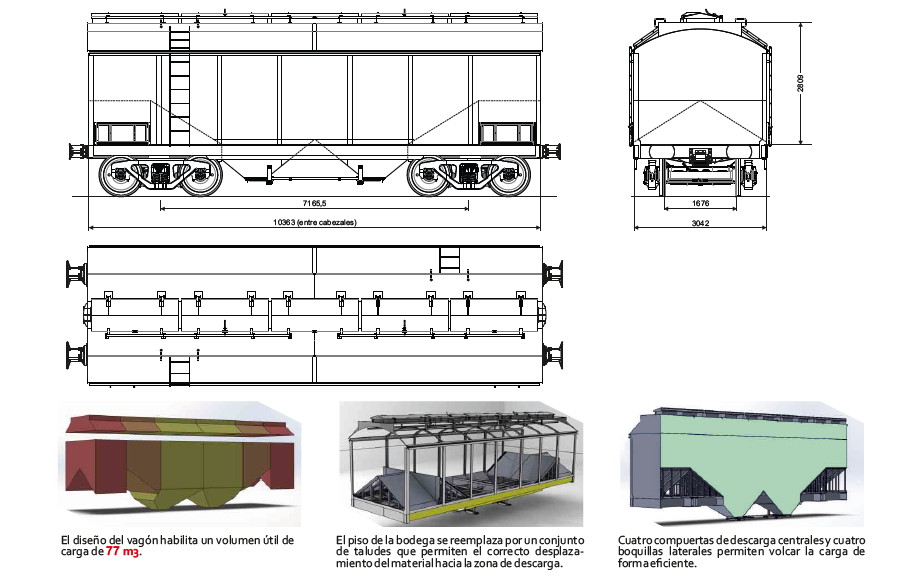 2809
7165,5
10363 (entre cabezales)
1676
3042
El diseño del vagón habilita un volumen útil de
carga de 77 m3.
El piso de la bodega se reemplaza por un conjunto
de taludes que permiten el correcto desplaza-
miento del material hacia la zona de descarga.
Cuatro compuertas de descarga centrales y cuatro
boquillas laterales permiten volcar la carga de
forma eficiente.